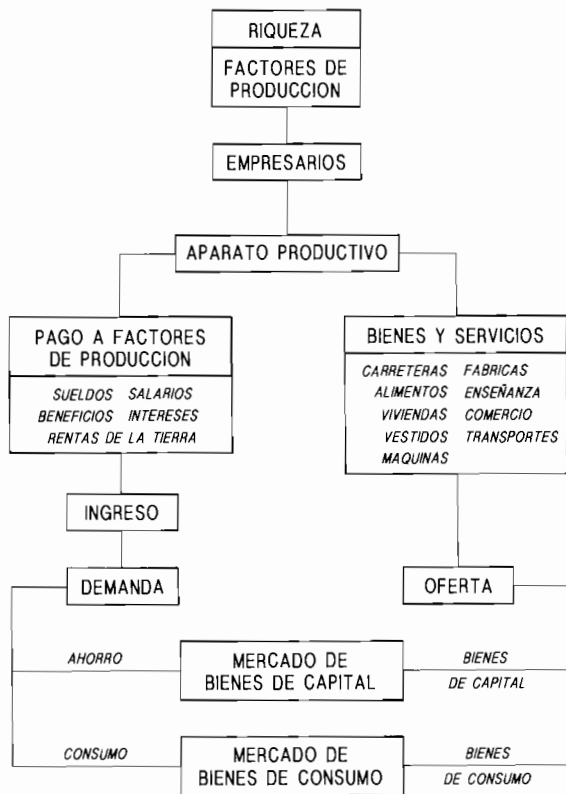 RIQUEZA
FACTORES DE
PRODUCCION
EMPRESARIOS
APARATO PRODUCTIVO
PAGO A FACTORES
DE PRODUCCION
SUELDOS SALARIOS
BENEFICIOS INTERESES
RENTAS DE LA TIERRA
BIENES Y SERVICIOS
CARRETERAS FABRICAS
ALIMENTOS ENSEÑANZA
VIVIENDAS COMERCIO
VESTIDOS TRANSPORTES
MAQUINAS
INGRESO
DEMANDA
OFERTA
AHORRO
MERCADO DE
BIENES DE CAPITAL
BIENES
DE CAPITAL
CONSUMO
MERCADO DE
BIENES DE CONSUMO
BIENES
DE CONSUMO